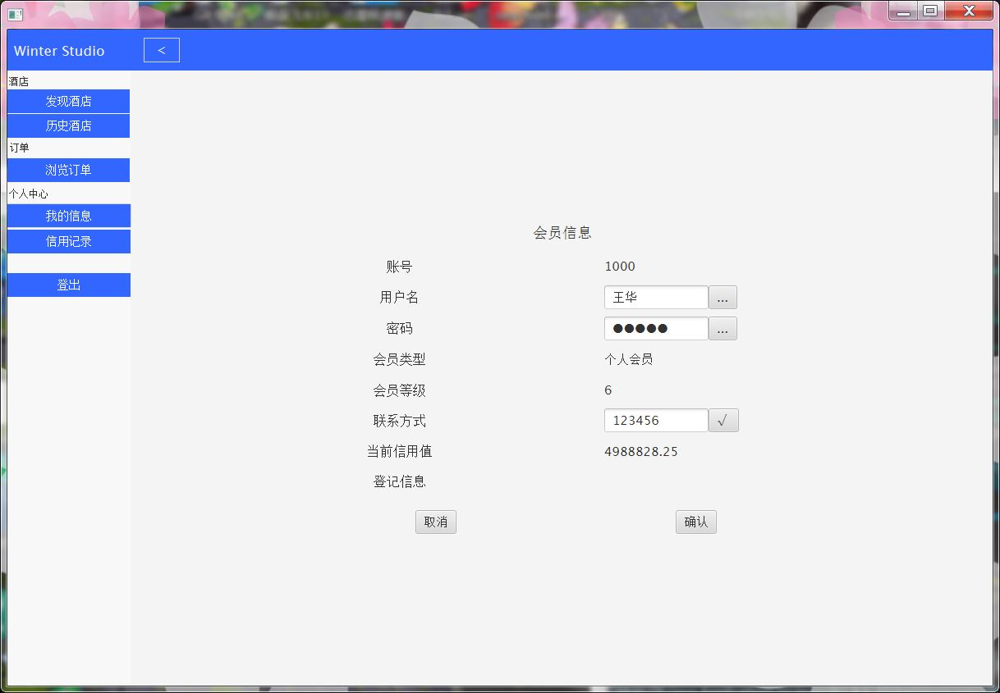 Winter Studio
<
酒店
发现酒店
历史酒店
订单
浏览订单
个人中心
我的信息
信用记录
登出
会员信息
账号 1000
用户名 王华 ...
密码 ●●●●● ...
会员类型 个人会员
会员等级 6
联系方式 123456 √
当前信用值 4988828.25
登记信息
取消 确认